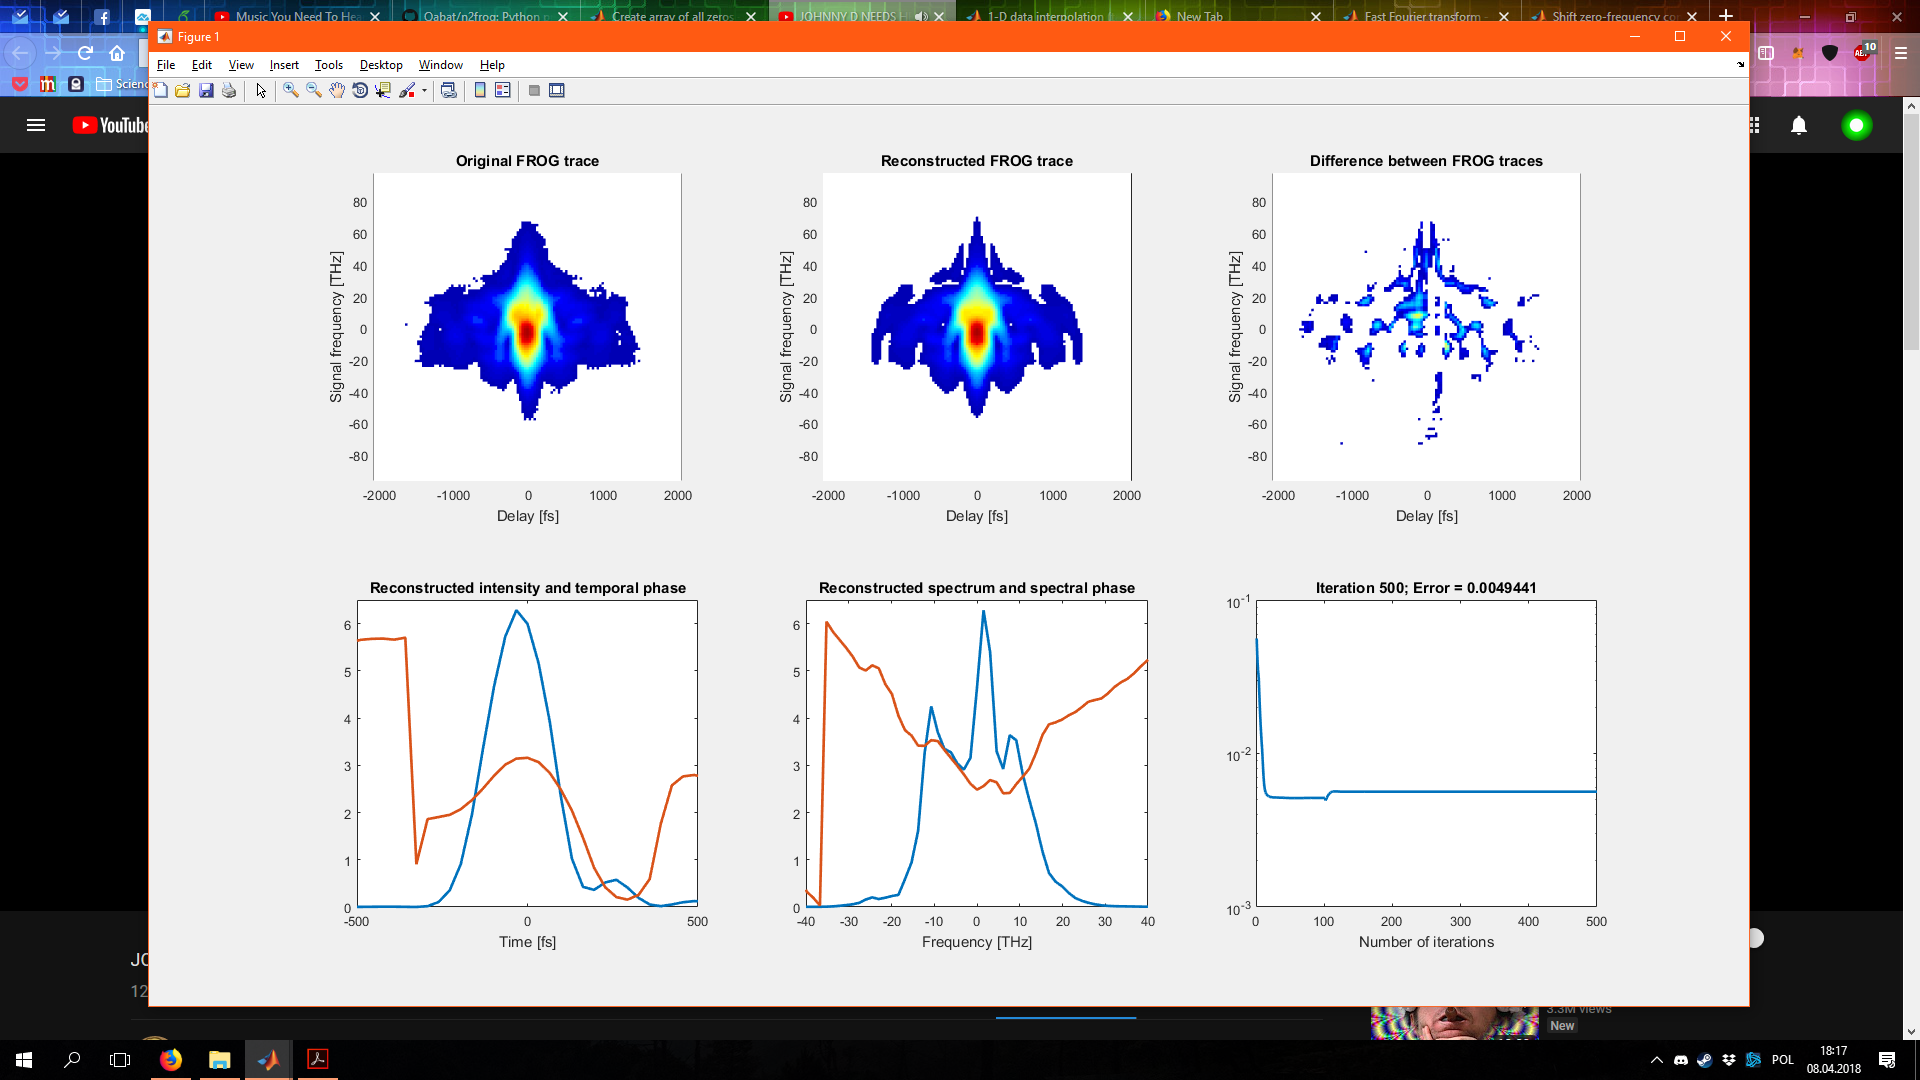 Music You Need To Hea
Qabat/n2frog: Python p
Create array of all zeros
JOHNNY D NEEDS H
1-D data interpolation (t
New Tab
Fast Fourier transform -
Shift zero-frequency co
Figure 1
File Edit View Insert Tools Desktop Window Help
10
Scienc
YouTube
Original FROG trace
Signal frequency [THz]
80
60
40
20
0
-20
-40
-60
-80
-2000 -1000 0 1000 2000
Delay [fs]
Reconstructed FROG trace
Signal frequency [THz]
80
60
40
20
0
-20
-40
-60
-80
-2000 -1000 0 1000 2000
Delay [fs]
Difference between FROG traces
Signal frequency [THz]
80
60
40
20
0
-20
-40
-60
-80
-2000 -1000 0 1000 2000
Delay [fs]
Reconstructed intensity and temporal phase
6
5
4
3
2
1
0
-500 0 500
Time [fs]
Reconstructed spectrum and spectral phase
6
5
4
3
2
1
0
-40 -30 -20 -10 0 10 20 30 40
Frequency [THz]
Iteration 500; Error = 0.0049441
10-1
10-2
10-3
0 100 200 300 400 500
Number of iterations
JO
12
3.3M views
New
POL
18:17
08.04.2018